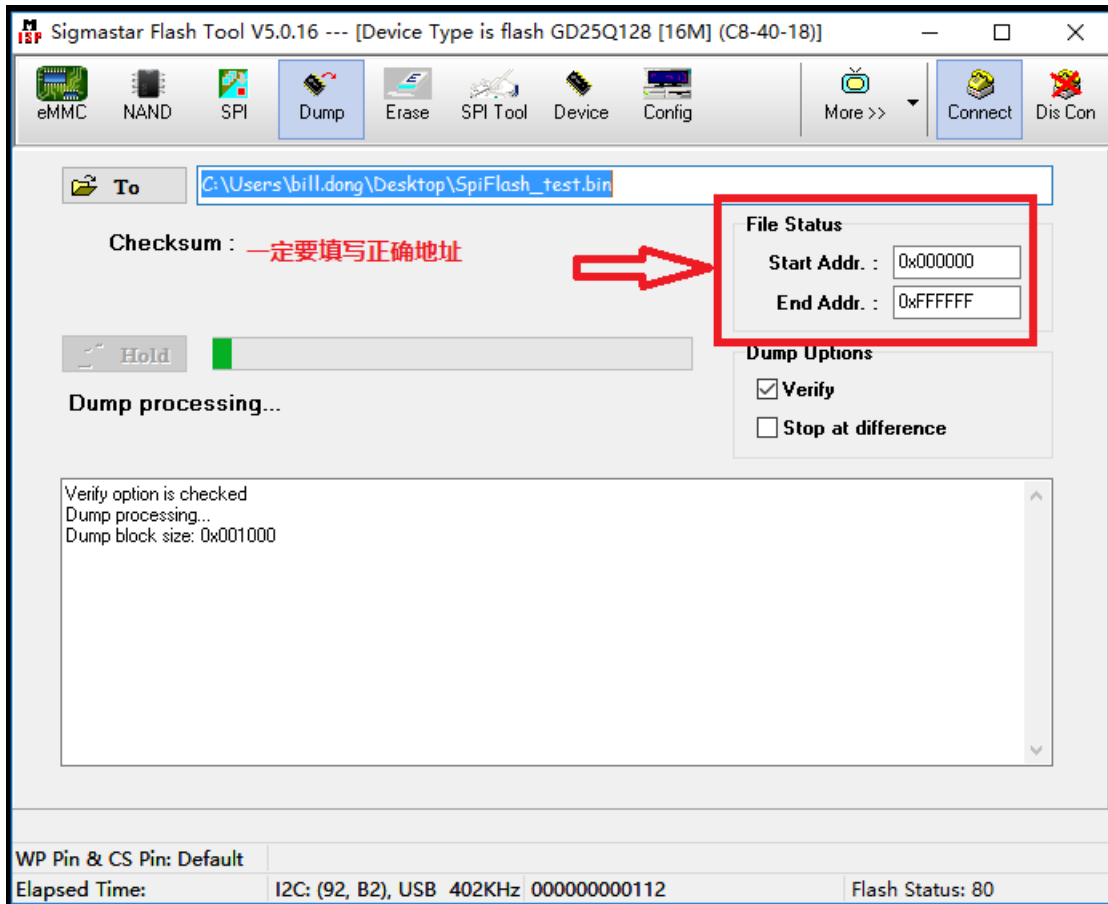 M
ISP
Sigmastar Flash Tool V5.0.16 --- [Device Type is flash GD25Q128 [16M] (C8-40-18)]
eMMC NAND SPI Dump Erase SPI Tool Device Config More >> Connect Dis Con
To C:\Users\bill.dong\Desktop\SpiFlash_test.bin
Checksum : 一定要填写正确地址
File Status
Start Addr. : 0x000000
End Addr. : 0xFFFFFF
Hold
Dump processing...
Dump Options
Verify
Stop at difference
Verify option is checked
Dump processing...
Dump block size: 0x001000
WP Pin & CS Pin: Default
Elapsed Time: I2C: (92, B2), USB 402KHz 000000000112 Flash Status: 80